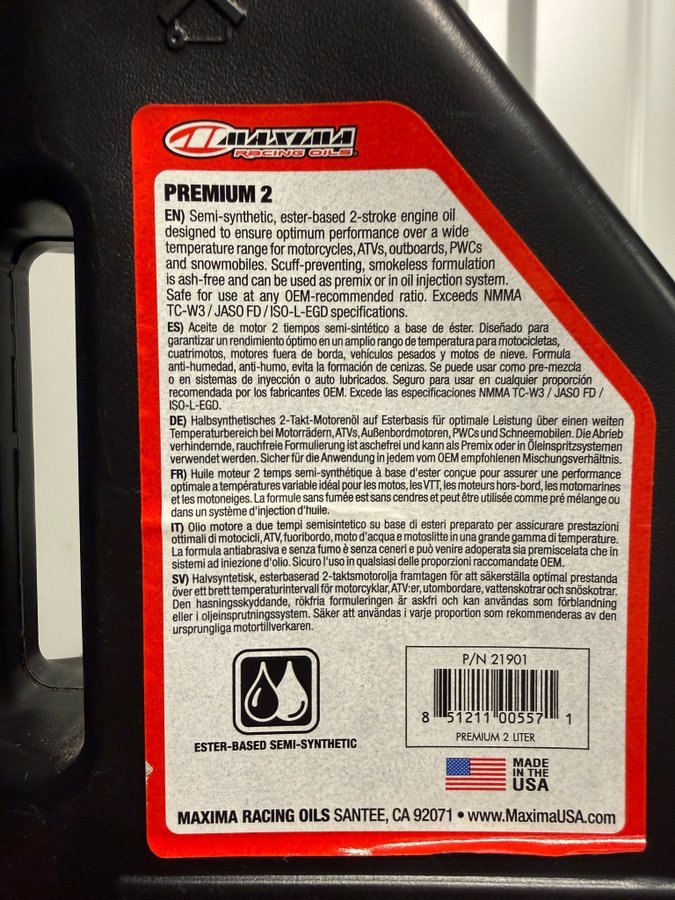 MAXIMA
RACING OILS
PREMIUM 2
EN) Semi-synthetic, ester-based 2-stroke engine oil
designed to ensure optimum performance over a wide
temperature range for motorcycles, ATVs, outboards, PWCs
and snowmobiles. Scuff-preventing, smokeless formulation
is ash-free and can be used as premix or in oil injection system.
Safe for use at any OEM-recommended ratio. Exceeds NMMA
TC-W3 / JASO FD / ISO-L-EGD specifications.
ES) Aceite de motor 2 tiempos semi-sintético a base de éster. Diseñado para
garantizar un rendimiento óptimo en un amplio rango de temperatura para motocicletas,
cuatrimotos, motores fuera de borda, vehículos pesados y motos de nieve. Formula
anti-humedad, anti-humo, evita la formación de cenizas. Se puede usar como pre-mezcla
o en sistemas de inyección o auto lubricados. Seguro para usar en cualquier proporción
recomendada por los fabricantes OEM. Excede las especificaciones NMMA TC-W3 / JASO FD /
ISO-L-EGD.
DE) Halbsynthetisches 2-Takt-Motorenöl auf Esterbasis für optimale Leistung über einen weiten
Temperaturbereich bei Motorrädern, ATVs, Außenbordmotoren, PWCs und Schneemobilen. Die Abrieb
verhindernde, rauchfreie Formulierung ist aschefrei und kann als Premix oder in Öleinspritzsystemen
verwendet werden. Sicher für die Anwendung in jedem vom OEM empfohlenen Mischungsverhältnis.
FR) Huile moteur 2 temps semi-synthétique à base d'ester conçue pour assurer une performance
optimale a températures variable idéal pour les motos, les VTT, les moteurs hors-bord, les motomarines
et les motoneiges. La formule sans fumée est sans cendres et peut être utilisée comme pré mélange ou
dans un système d'injection d'huile.
IT) Olio motore a due tempi semisintetico su base di esteri preparato per assicurare prestazioni
ottimali di motocicli, ATV, fuoribordo, moto d'acqua e motoslitte in una grande gamma di temperature.
La formula antiabrasiva e senza fumo è senza ceneri e può venire adoperata sia premiscelata che in
sistemi ad iniezione d'olio. Sicuro l'uso in qualsiasi delle proporzioni raccomandate OEM.
SV) Halvsyntetisk, esterbaserad 2-taktsmotorolja framtagen för att säkerställa optimal prestanda
över ett brett temperaturintervall för motorcyklar, ATV:er, utombordare, vattenskotrar och snöskotrar.
Den hasningsskyddande, rökfria formuleringen är askfri och kan användas som förblandning
eller i oljeinsprutningssystem. Säker att användas i varje proportion som rekommenderas av den
ursprungliga motortillverkaren.
P/N 21901
8 51211 00557 1
PREMIUM 2 LITER
ESTER-BASED SEMI-SYNTHETIC
MADE
IN THE
USA
MAXIMA RACING OILS SANTEE, CA 92071 • www.MaximaUSA.com